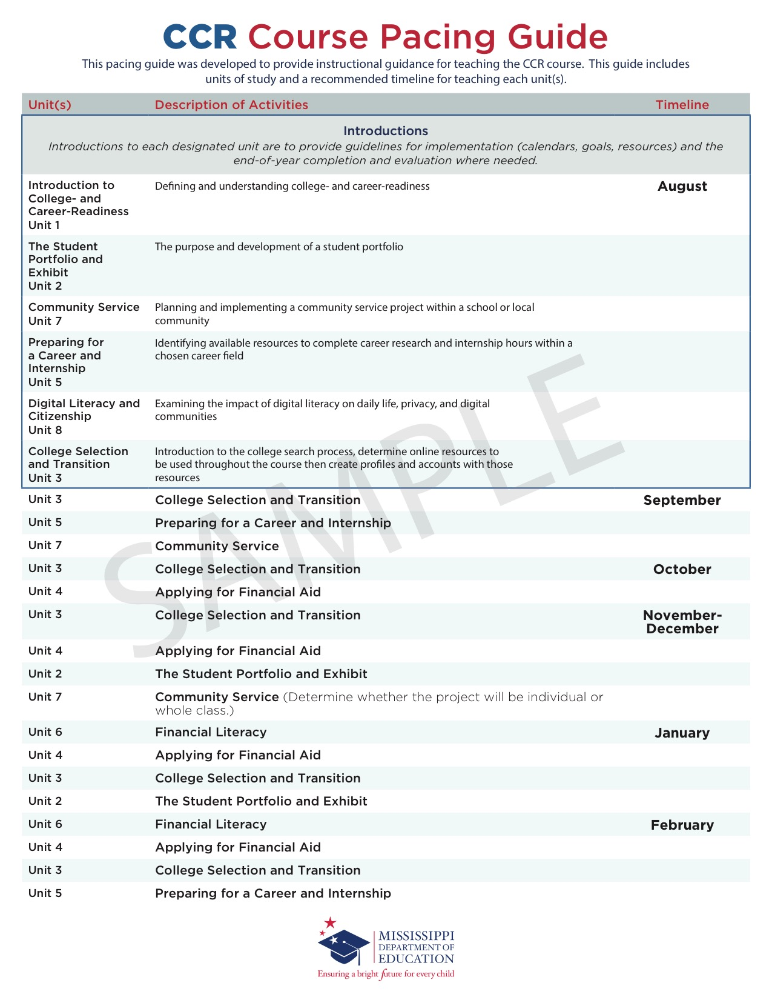 CCR Course Pacing Guide
This pacing guide was developed to provide instructional guidance for teaching the CCR course. This guide includes
units of study and a recommended timeline for teaching each unit(s).
Unit(s) Description of Activities Timeline
Introductions
Introductions to each designated unit are to provide guidelines for implementation (calendars, goals, resources) and the
end-of-year completion and evaluation where needed.
Introduction to Defining and understanding college- and career-readiness August
College- and
Career-Readiness
Unit 1
The Student The purpose and development of a student portfolio
Portfolio and
Exhibit
Unit 2
Community Service Planning and implementing a community service project within a school or local
Unit 7 community
Preparing for Identifying available resources to complete career research and internship hours within a
a Career and chosen career field
Internship
Unit 5
Digital Literacy and Examining the impact of digital literacy on daily life, privacy, and digital
Citizenship communities
Unit 8
College Selection Introduction to the college search process, determine online resources to
and Transition be used throughout the course then create profiles and accounts with those
Unit 3 resources
Unit 3 College Selection and Transition September
Unit 5 Preparing for a Career and Internship
Unit 7 Community Service
Unit 3 College Selection and Transition October
Unit 4 Applying for Financial Aid
Unit 3 College Selection and Transition November-
December
Unit 4 Applying for Financial Aid
Unit 2 The Student Portfolio and Exhibit
Unit 7 Community Service (Determine whether the project will be individual or
whole class.)
Unit 6 Financial Literacy January
Unit 4 Applying for Financial Aid
Unit 3 College Selection and Transition
Unit 2 The Student Portfolio and Exhibit
Unit 6 Financial Literacy February
Unit 4 Applying for Financial Aid
Unit 3 College Selection and Transition
Unit 5 Preparing for a Career and Internship
SAMPLE
MISSISSIPPI
DEPARTMENT OF
EDUCATION
Ensuring a bright future for every child